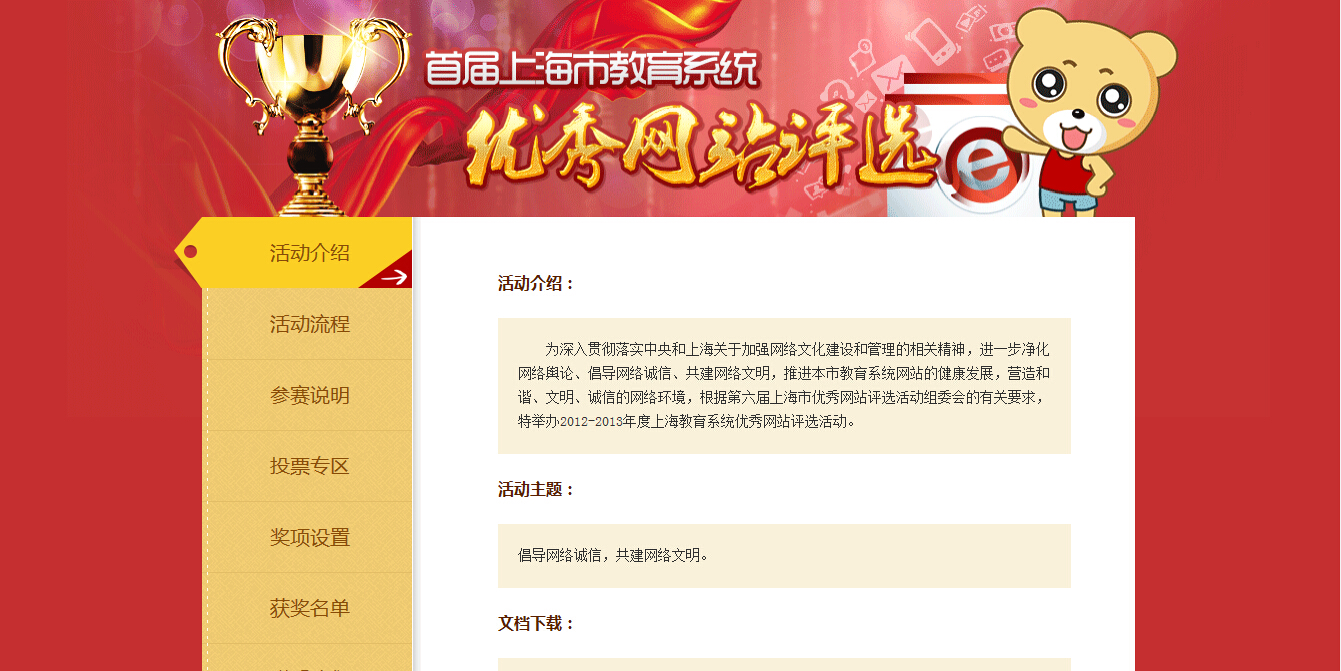 首届上海市教育系统
优秀网站评选
活动介绍
活动流程
参赛说明
投票专区
奖项设置
获奖名单
活动介绍：
为深入贯彻落实中央和上海关于加强网络文化建设和管理的相关精神，进一步净化
网络舆论、倡导网络诚信、共建网络文明，推进本市教育系统网站的健康发展，营造和
谐、文明、诚信的网络环境，根据第六届上海市优秀网站评选活动组委会的有关要求，
特举办2012-2013年度上海教育系统优秀网站评选活动。
活动主题：
倡导网络诚信，共建网络文明。
文档下载：